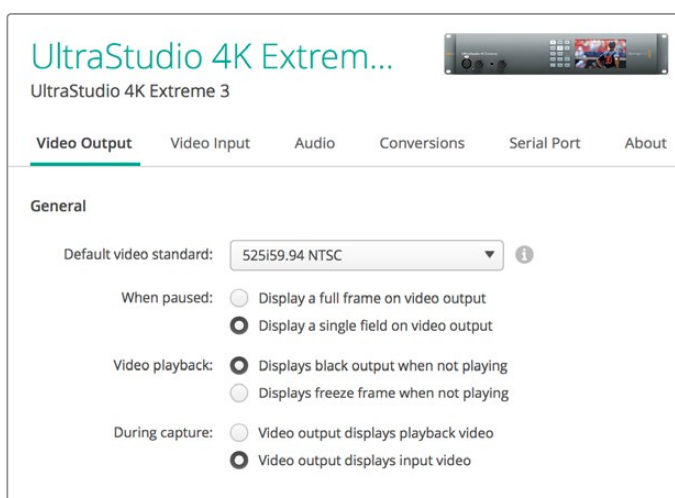 UltraStudio 4K Extrem...
UltraStudio 4K Extreme 3
Video Output Video Input Audio Conversions Serial Port About
General
Default video standard: 525i59.94 NTSC
When paused: Display a full frame on video output
Display a single field on video output
Video playback: Displays black output when not playing
Displays freeze frame when not playing
During capture: Video output displays playback video
Video output displays input video